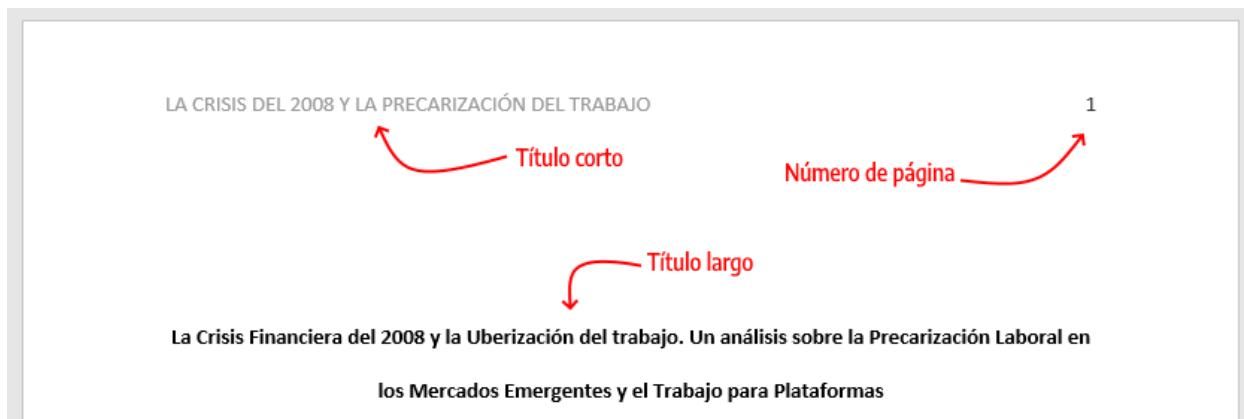 LA CRISIS DEL 2008 Y LA PRECARIZACIÓN DEL TRABAJO 1
Título corto
Número de página
Título largo
La Crisis Financiera del 2008 y la Uberización del trabajo. Un análisis sobre la Precarización Laboral en
los Mercados Emergentes y el Trabajo para Plataformas